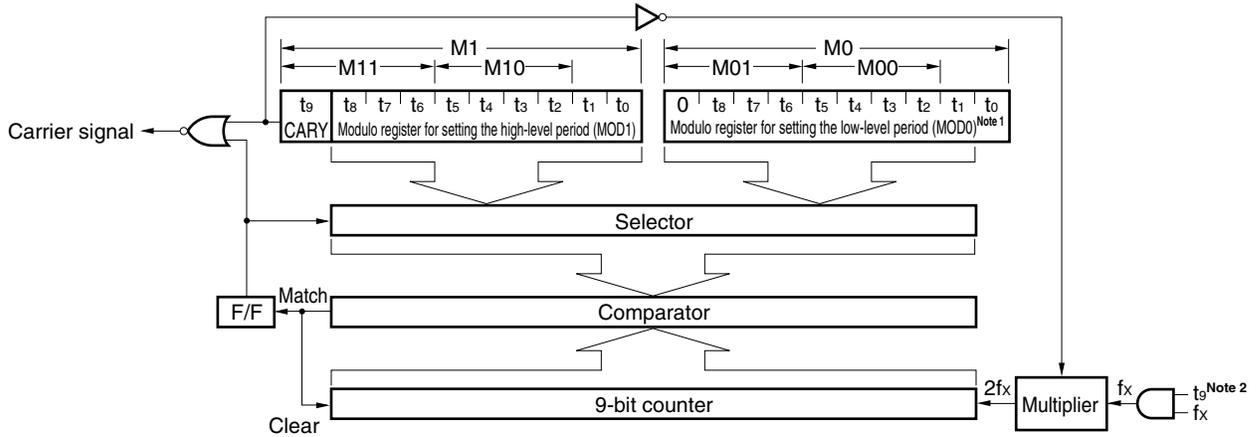 M1
M0
M11
M10
M01
M00
t9 t8 t7 t6 t5 t4 t3 t2 t1 t0
0 t8 t7 t6 t5 t4 t3 t2 t1 t0
Carrier signal
CARY
Modulo register for setting the high-level period (MOD1)
Modulo register for setting the low-level period (MOD0)Note 1
Selector
Match
F/F
Comparator
2fX
Multiplier
fX
t9 Note 2
fX
9-bit counter
Clear